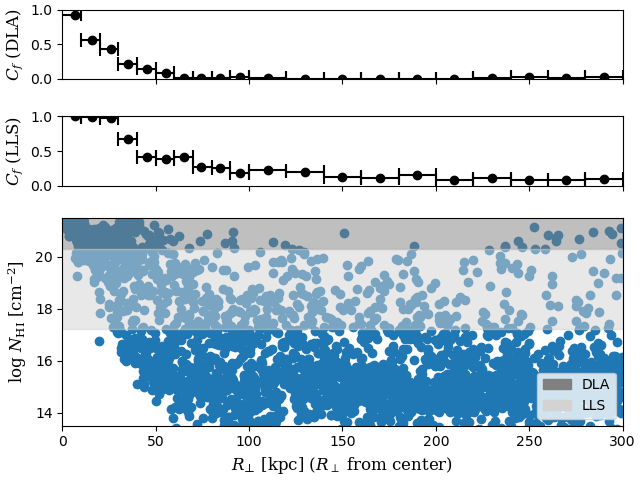 1.0
0.5
0.0
C_f (DLA)
1.0
0.5
0.0
C_f (LLS)
20
18
16
14
log N_HI [cm⁻²]
DLA
LLS
0 50 100 150 200 250 300
R_⊥ [kpc] (R_⊥ from center)